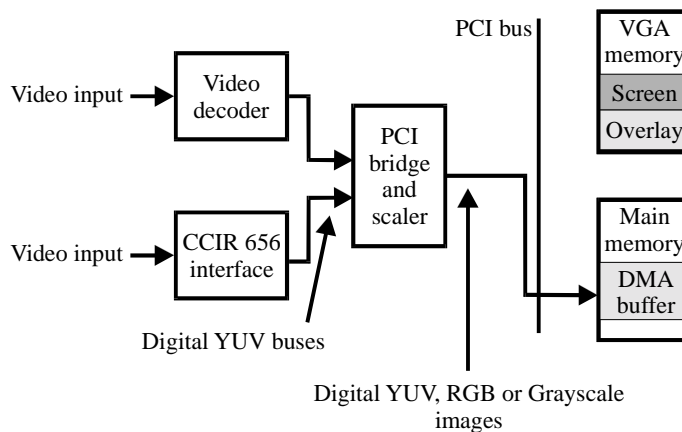 PCI bus
VGA
memory
Screen
Overlay
Video input
Video
decoder
PCI
bridge
and
scaler
Video input
CCIR 656
interface
Main
memory
DMA
buffer
Digital YUV buses
Digital YUV, RGB or Grayscale
images